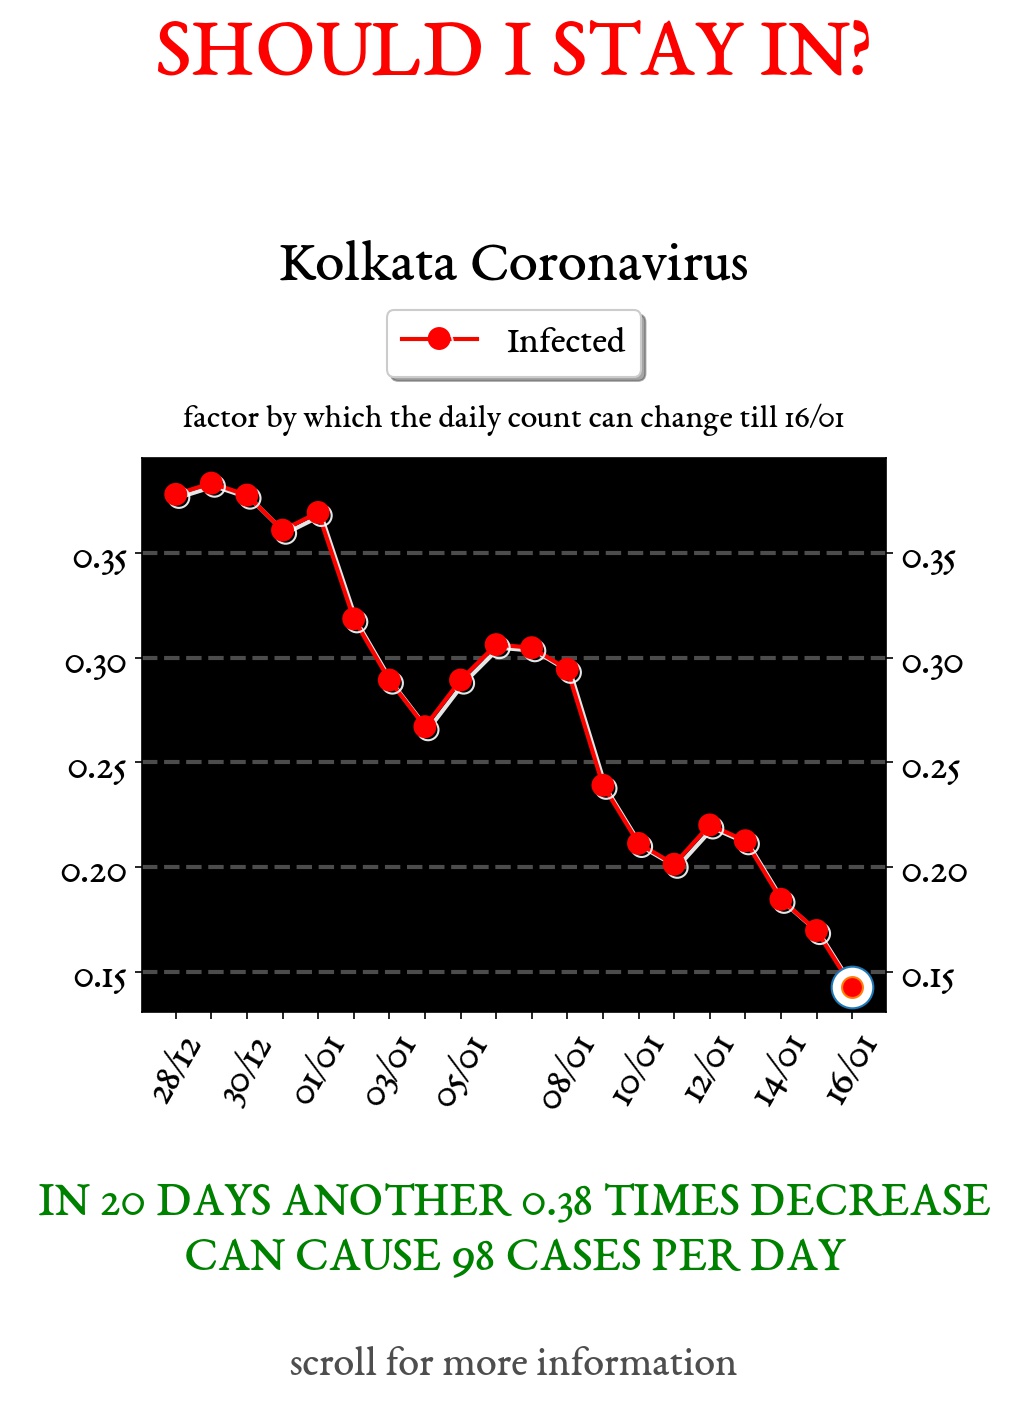 SHOULD I STAY IN?
Kolkata Coronavirus
Infected
factor by which the daily count can change till 16/01
0.35 0.35
0.30 0.30
0.25 0.25
0.20 0.20
0.15 0.15
28/12 30/12 01/01 03/01 05/01 08/01 10/01 12/01 14/01 16/01
IN 20 DAYS ANOTHER 0.38 TIMES DECREASE
CAN CAUSE 98 CASES PER DAY
scroll for more information